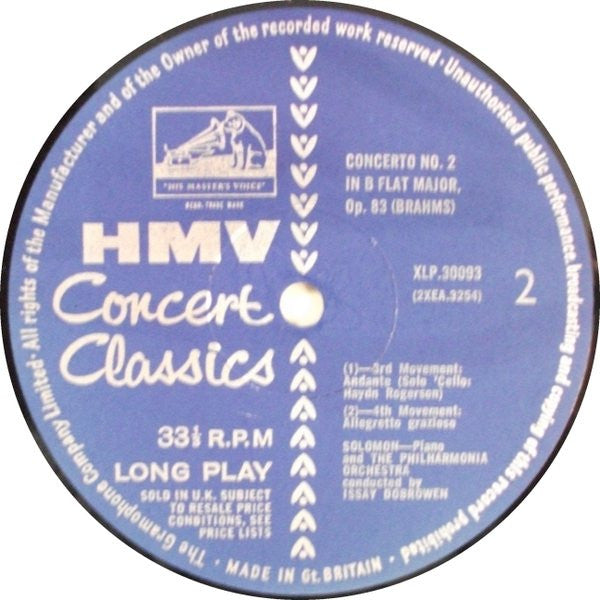 The Gramophone Company Limited · All rights of the Manufacturer and of the Owner of the recorded work reserved · Unauthorised public performance, broadcasting and copying of this record prohibited ·
"HIS MASTER'S VOICE"
REGD. TRADE MARK
HMV
Concert
Classics
33⅓ R.P.M
LONG PLAY
SOLD IN U.K. SUBJECT
TO RESALE PRICE
CONDITIONS, SEE
PRICE LISTS
CONCERTO NO. 2
IN B FLAT MAJOR,
Op. 83 (BRAHMS)
XLP.30093
(2XEA.3254)
2
(1)—3rd Movement:
Andante (Solo 'Cello:
Haydn Rogerson)
(2)—4th Movement:
Allegretto grazioso
SOLOMON—Piano
and THE PHILHARMONIA
ORCHESTRA
conducted by
ISSAY DOBROWEN
· MADE IN Gt. BRITAIN ·